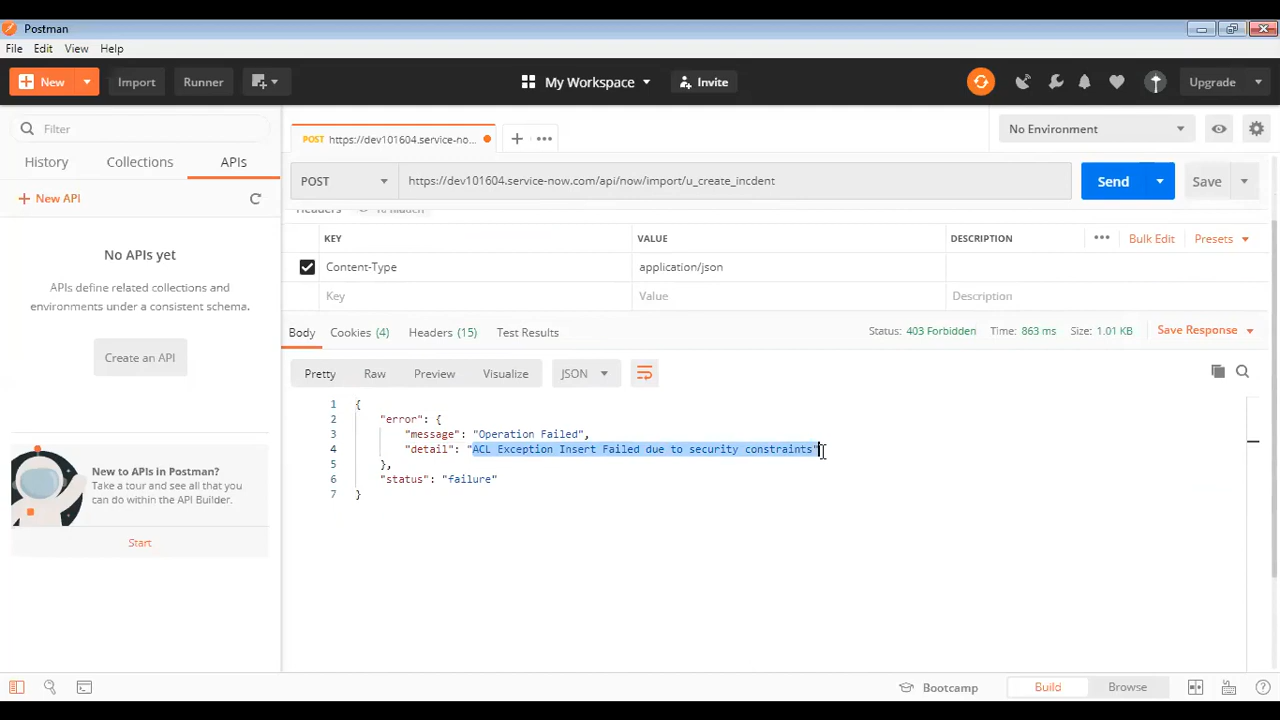 Postman
File Edit View Help
New Import Runner My Workspace Invite Upgrade
Filter
History Collections APIs
New API
No APIs yet
APIs define related collections and
environments under a consistent schema.
Create an API
New to APIs in Postman?
Take a tour and see all that you
can do within the API Builder.
Start
POST https://dev101604.service-no...
No Environment
POST https://dev101604.service-now.com/api/now/import/u_create_incdent Send Save
Headers
KEY VALUE DESCRIPTION Bulk Edit Presets
Content-Type application/json
Key Value Description
Body Cookies (4) Headers (15) Test Results Status: 403 Forbidden Time: 863 ms Size: 1.01 KB Save Response
Pretty Raw Preview Visualize JSON
1 {
2 "error": {
3 "message": "Operation Failed",
4 "detail": "ACL Exception Insert Failed due to security constraints"
5 },
6 "status": "failure"
7 }
Bootcamp Build Browse